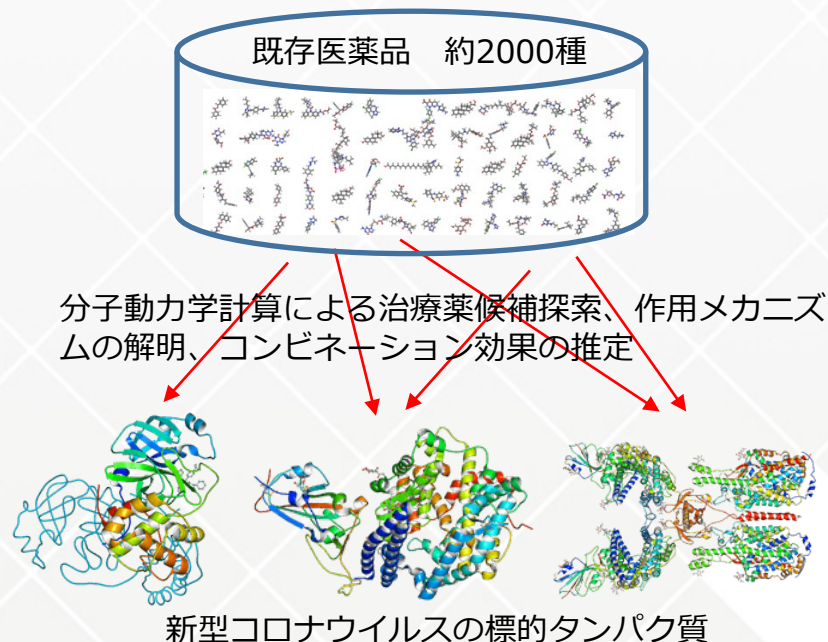 既存医薬品　約2000種
分子動力学計算による治療薬候補探索、作用メカニズ
ムの解明、コンビネーション効果の推定
新型コロナウイルスの標的タンパク質